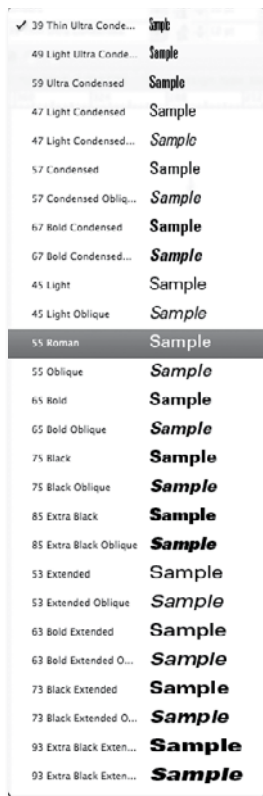 ✓ 39 Thin Ultra Conde... Sample
49 Light Ultra Conde... Sample
59 Ultra Condensed Sample
47 Light Condensed Sample
47 Light Condensed... Sample
57 Condensed Sample
57 Condensed Obliq... Sample
67 Bold Condensed Sample
67 Bold Condensed... Sample
45 Light Sample
45 Light Oblique Sample
55 Roman Sample
55 Oblique Sample
65 Bold Sample
65 Bold Oblique Sample
75 Black Sample
75 Black Oblique Sample
85 Extra Black Sample
85 Extra Black Oblique Sample
53 Extended Sample
53 Extended Oblique Sample
63 Bold Extended Sample
63 Bold Extended O... Sample
73 Black Extended Sample
73 Black Extended O... Sample
93 Extra Black Exten... Sample
93 Extra Black Exten... Sample